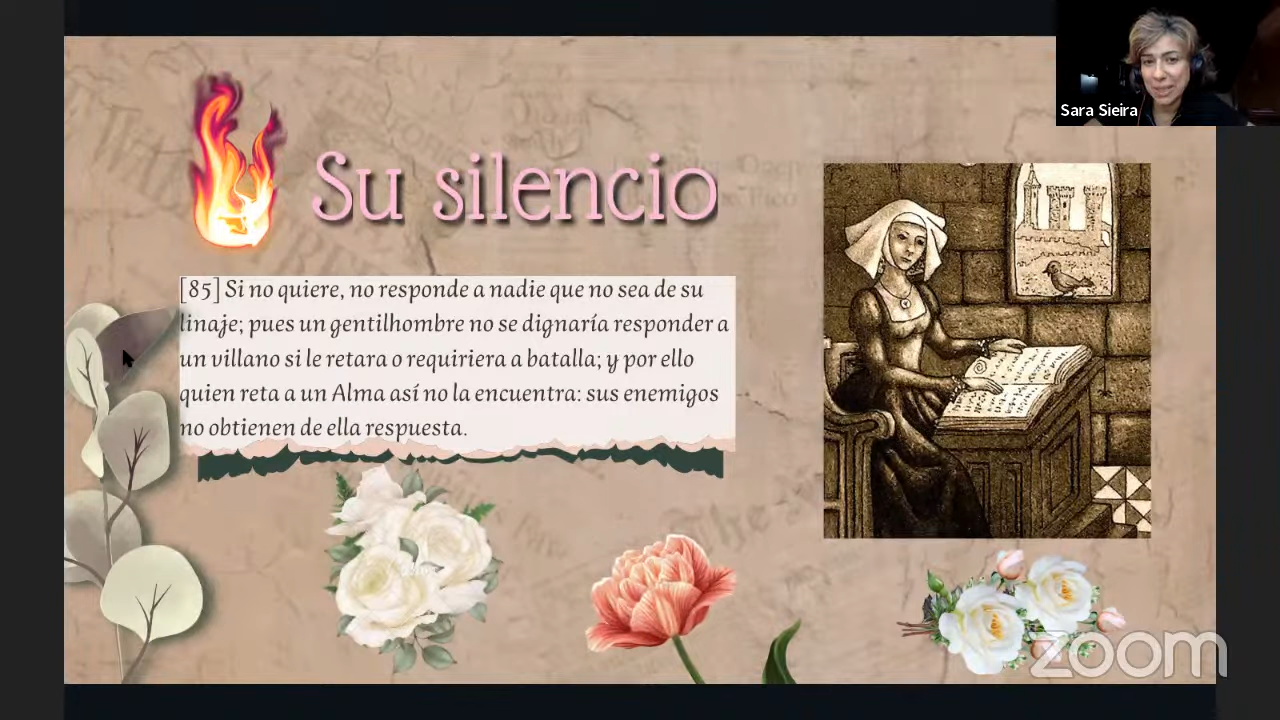 Sara Sieira
Su silencio
[85] Si no quiere, no responde a nadie que no sea de su
linaje; pues un gentilhombre no se dignaría responder a
un villano si le retara o requiriera a batalla; y por ello
quien reta a un Alma así no la encuentra: sus enemigos
no obtienen de ella respuesta.
zoom